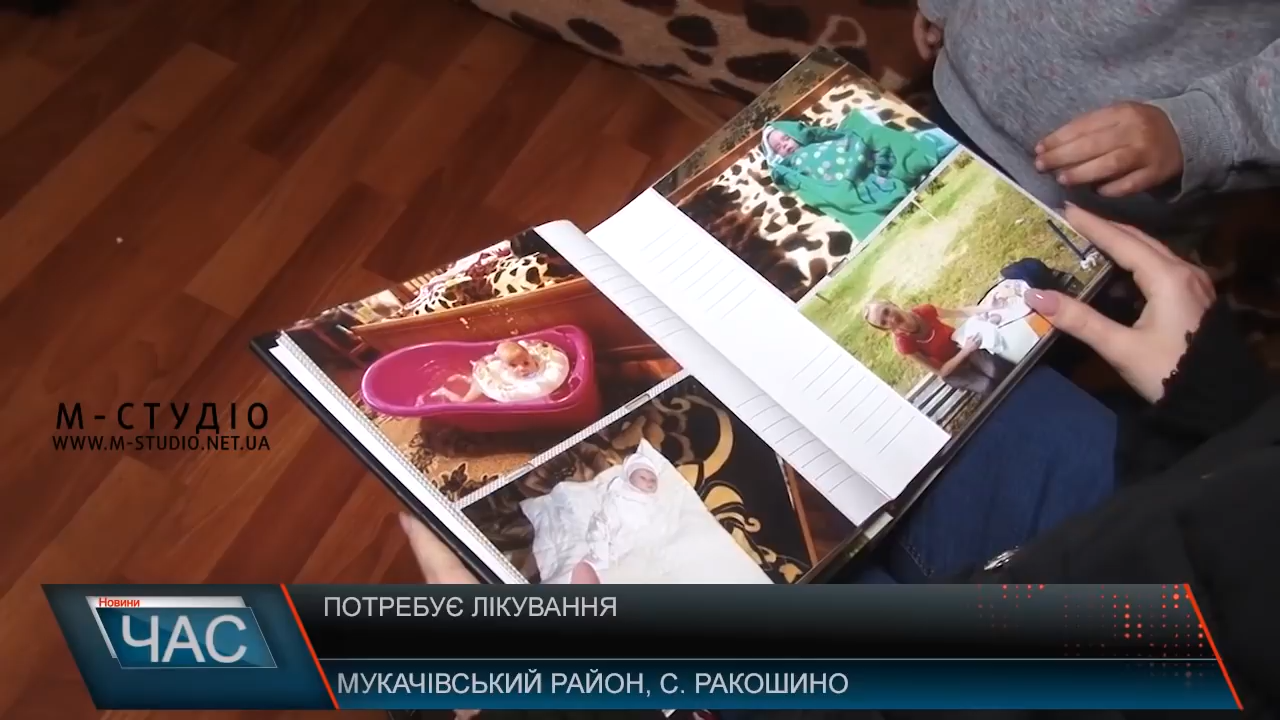 М-СТУДІО
WWW.M-STUDIO.NET.UA
Новини
ЧАС
ПОТРЕБУЄ ЛІКУВАННЯ
МУКАЧІВСЬКИЙ РАЙОН, С. РАКОШИНО